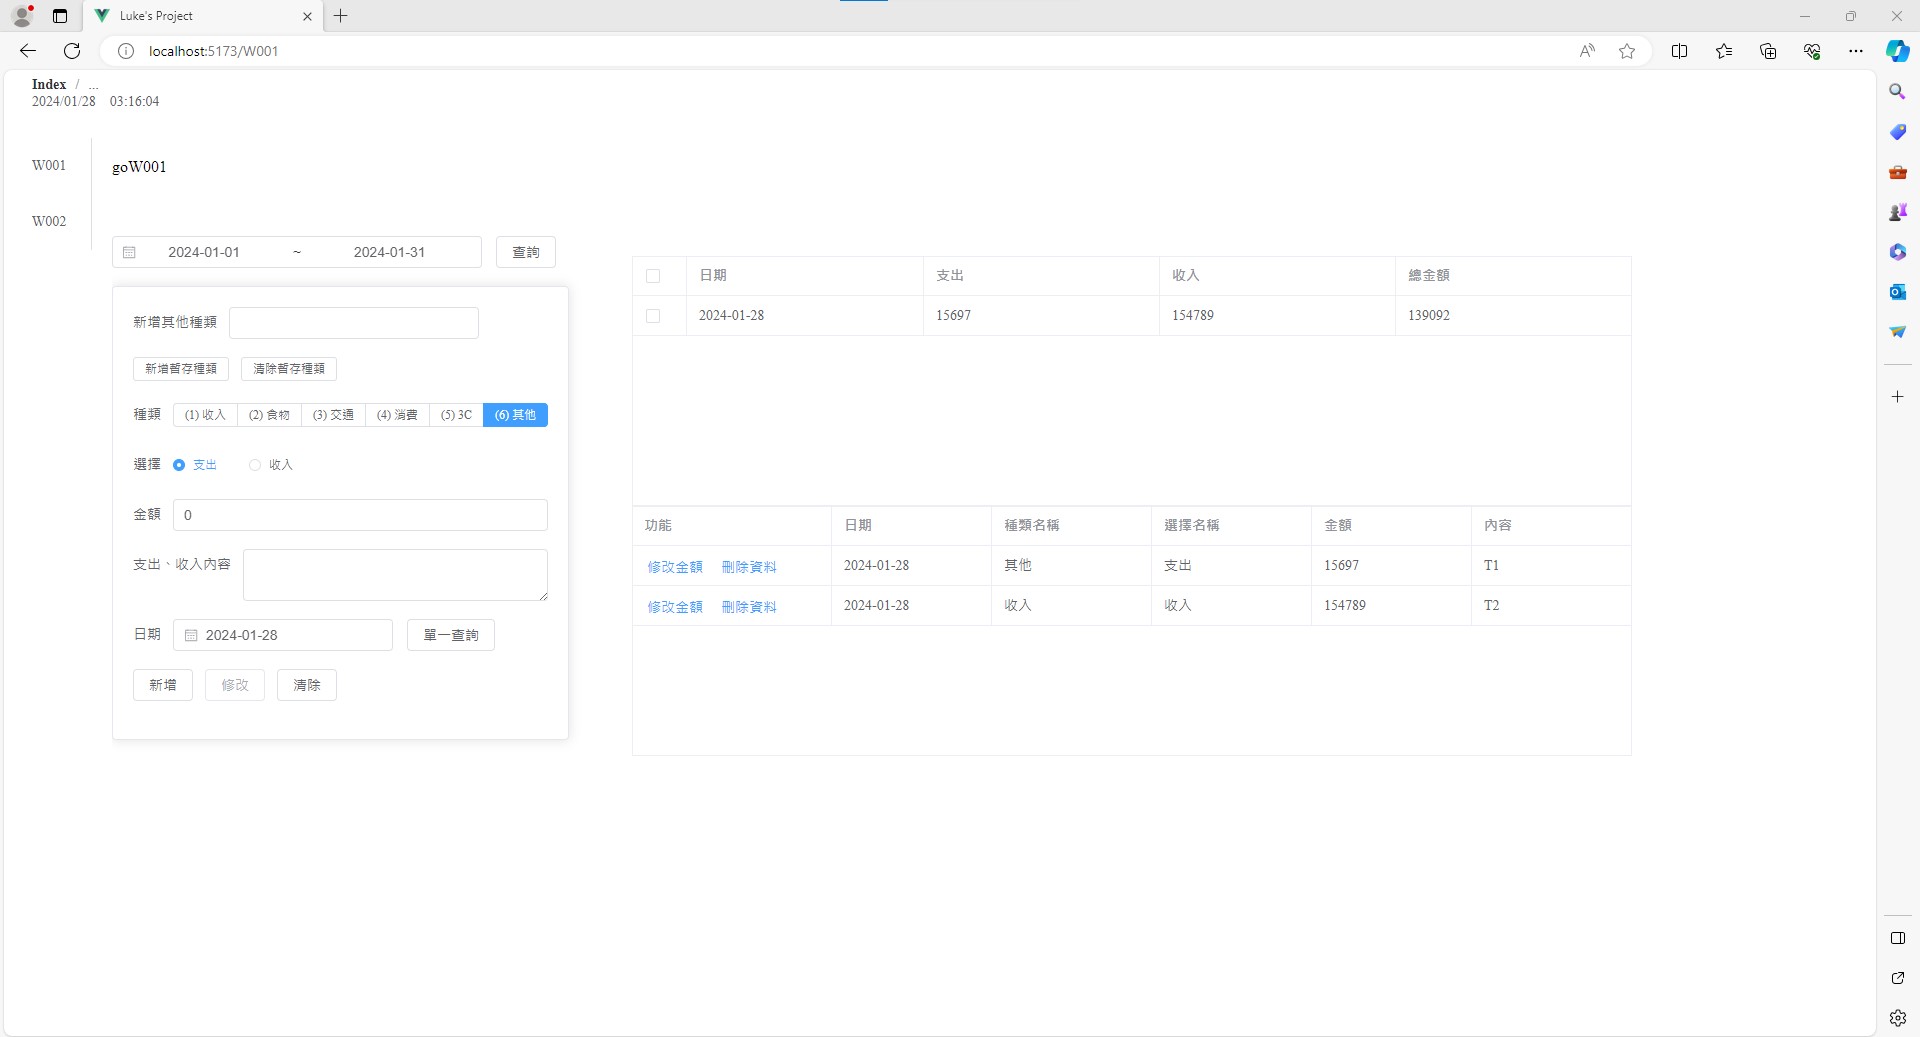 Luke's Project
localhost:5173/W001
Index / ...
2024/01/28 03:16:04
W001
goW001
W002
2024-01-01 ~ 2024-01-31 查詢
新增其他種類
新增暫存種類 清除暫存種類
種類 (1) 收入 (2) 食物 (3) 交通 (4) 消費 (5) 3C (6) 其他
選擇 支出 收入
金額 0
支出、收入內容
日期 2024-01-28 單一查詢
新增 修改 清除
日期 支出 收入 總金額
2024-01-28 15697 154789 139092
功能 日期 種類名稱 選擇名稱 金額 內容
修改金額 刪除資料 2024-01-28 其他 支出 15697 T1
修改金額 刪除資料 2024-01-28 收入 收入 154789 T2